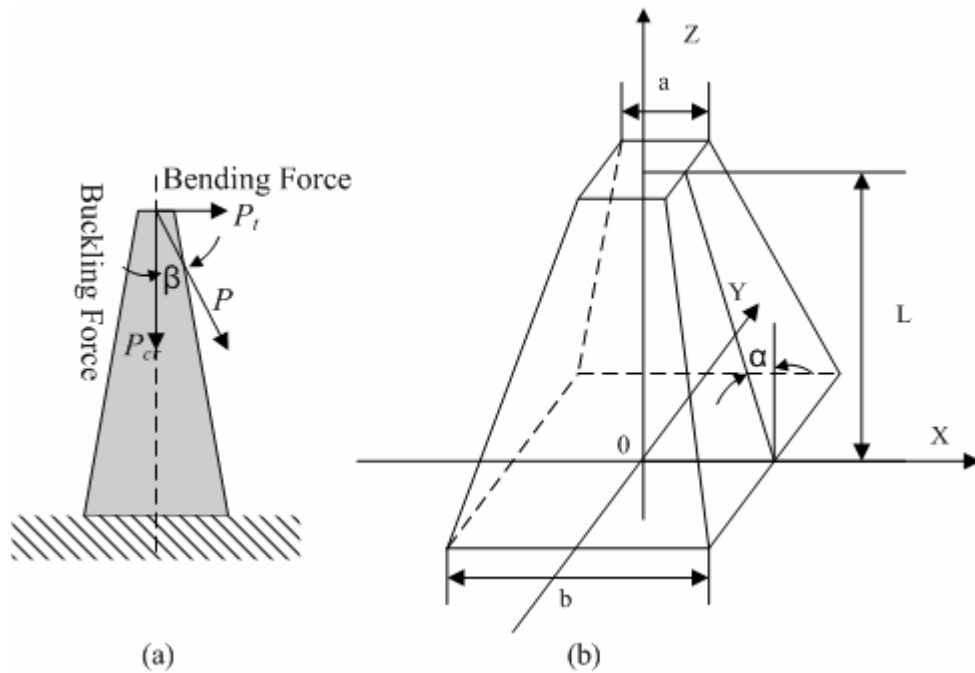 Bending Force
Buckling Force
P_t
β
P
P_cr
(a)
Z
a
Y
L
α
0
X
b
(b)